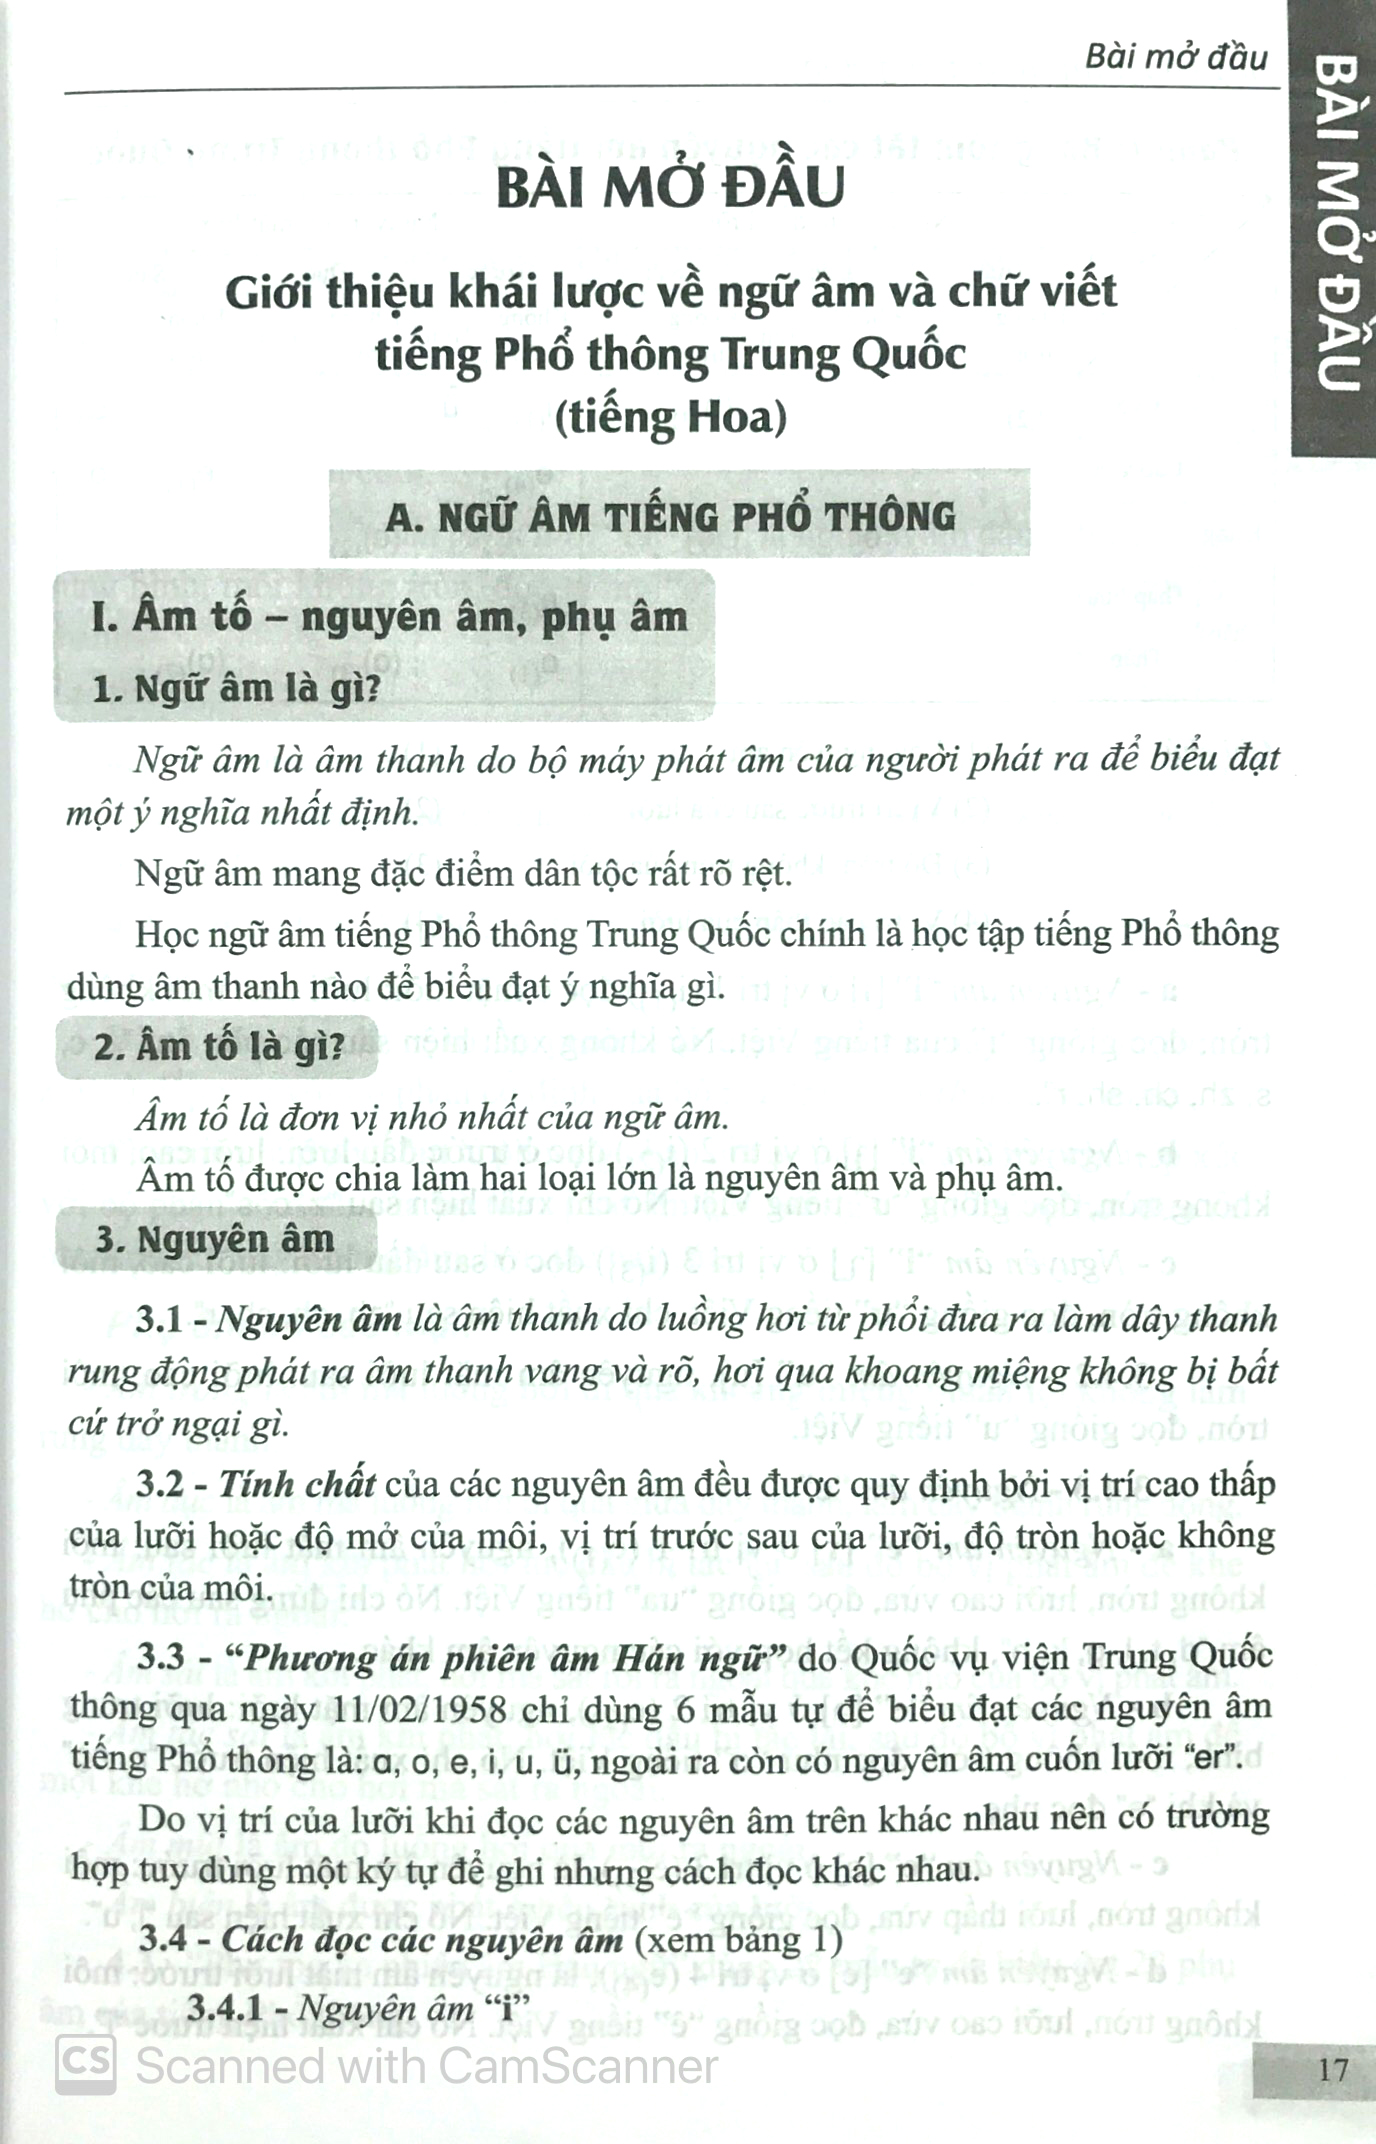 Bài mở đầu
BÀI MỞ ĐẦU
BÀI MỞ ĐẦU
Giới thiệu khái lược về ngữ âm và chữ viết
tiếng Phổ thông Trung Quốc
(tiếng Hoa)
A. NGỮ ÂM TIẾNG PHỔ THÔNG
I. Âm tố – nguyên âm, phụ âm
1. Ngữ âm là gì?
Ngữ âm là âm thanh do bộ máy phát âm của người phát ra để biểu đạt
một ý nghĩa nhất định.
Ngữ âm mang đặc điểm dân tộc rất rõ rệt.
Học ngữ âm tiếng Phổ thông Trung Quốc chính là học tập tiếng Phổ thông
dùng âm thanh nào để biểu đạt ý nghĩa gì.
2. Âm tố là gì?
Âm tố là đơn vị nhỏ nhất của ngữ âm.
Âm tố được chia làm hai loại lớn là nguyên âm và phụ âm.
3. Nguyên âm
3.1 - Nguyên âm là âm thanh do luồng hơi từ phổi đưa ra làm dây thanh
rung động phát ra âm thanh vang và rõ, hơi qua khoang miệng không bị bất
cứ trở ngại gì.
3.2 - Tính chất của các nguyên âm đều được quy định bởi vị trí cao thấp
của lưỡi hoặc độ mở của môi, vị trí trước sau của lưỡi, độ tròn hoặc không
tròn của môi.
3.3 - “Phương án phiên âm Hán ngữ” do Quốc vụ viện Trung Quốc
thông qua ngày 11/02/1958 chỉ dùng 6 mẫu tự để biểu đạt các nguyên âm
tiếng Phổ thông là: ɑ, o, e, i, u, ü, ngoài ra còn có nguyên âm cuốn lưỡi “er”.
Do vị trí của lưỡi khi đọc các nguyên âm trên khác nhau nên có trường
hợp tuy dùng một ký tự để ghi nhưng cách đọc khác nhau.
3.4 - Cách đọc các nguyên âm (xem bảng 1)
3.4.1 - Nguyên âm “i”
CS Scanned with CamScanner
17